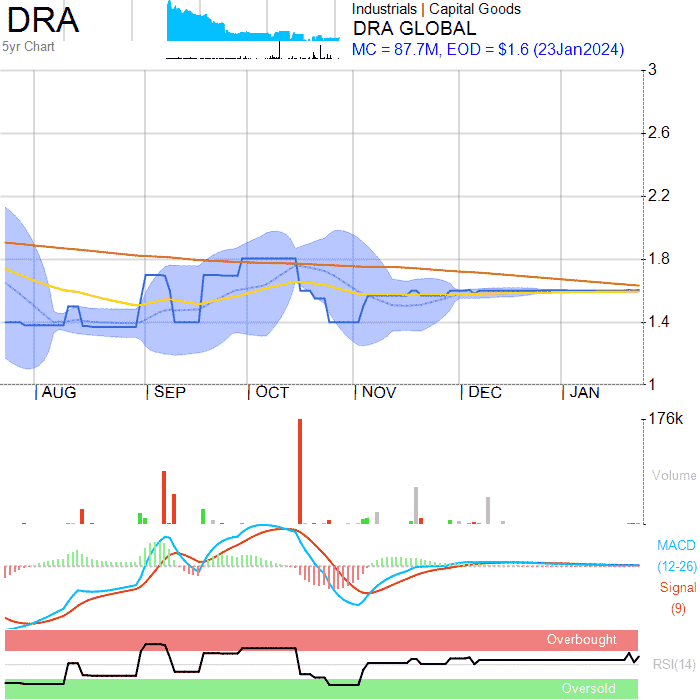 DRA
5yr Chart
Industrials | Capital Goods
DRA GLOBAL
MC = 87.7M, EOD = $1.6 (23Jan2024)
3
2.6
2.2
1.8
1.4
1
AUG SEP OCT NOV DEC JAN
176k
Volume
MACD
(12-26)
Signal
(9)
Overbought
RSI(14)
Oversold